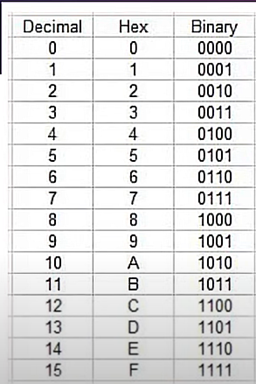 Decimal Hex Binary
0 0 0000
1 1 0001
2 2 0010
3 3 0011
4 4 0100
5 5 0101
6 6 0110
7 7 0111
8 8 1000
9 9 1001
10 A 1010
11 B 1011
12 C 1100
13 D 1101
14 E 1110
15 F 1111